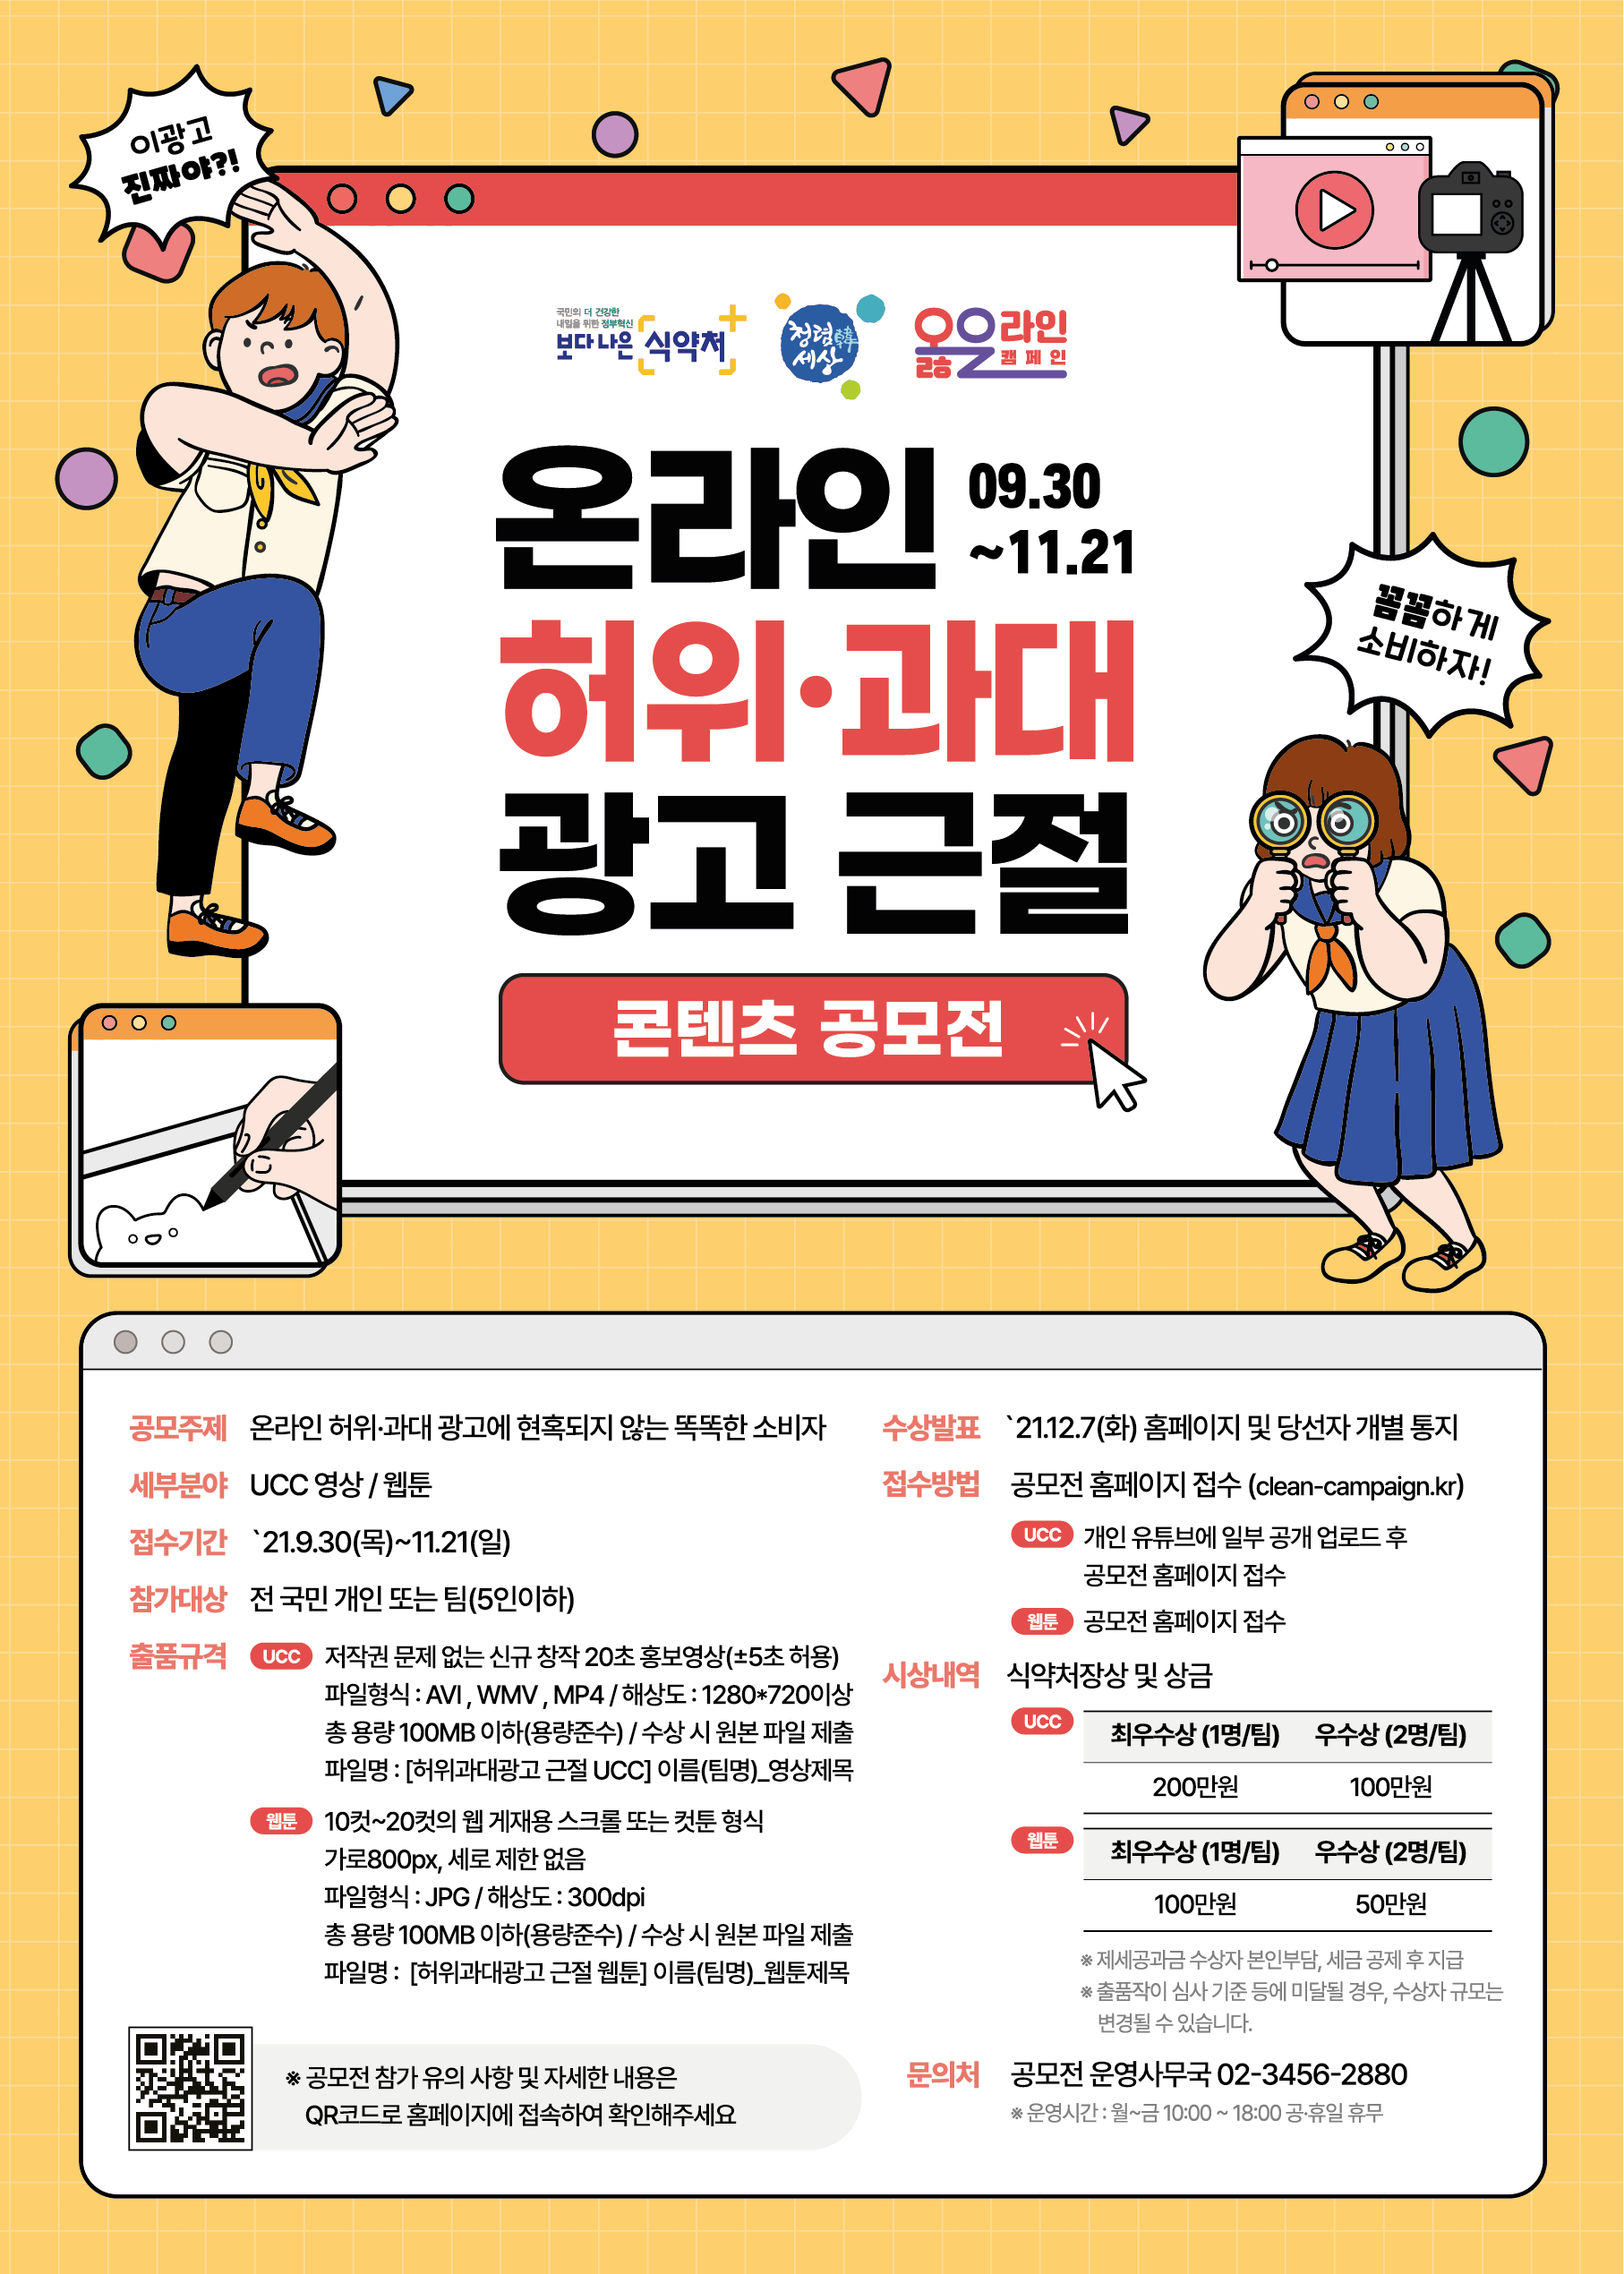 이광고
진짜야?!
국민의 더 건강한
내일을 위한 정부혁신
보다 나은 식약처
청렴韓
세상
옳은라인
캠페인
온라인
09.30
~11.21
허위·과대
광고 근절
콘텐츠 공모전
꼼꼼하게
소비하자!
공모주제 온라인 허위·과대 광고에 현혹되지 않는 똑똑한 소비자
세부분야 UCC 영상 / 웹툰
접수기간 `21.9.30(목)~11.21(일)
참가대상 전 국민 개인 또는 팀(5인이하)
출품규격 UCC 저작권 문제 없는 신규 창작 20초 홍보영상(±5초 허용)
파일형식 : AVI , WMV , MP4 / 해상도 : 1280*720이상
총 용량 100MB 이하(용량준수) / 수상 시 원본 파일 제출
파일명 : [허위과대광고 근절 UCC] 이름(팀명)_영상제목
웹툰 10컷~20컷의 웹 게재용 스크롤 또는 컷툰 형식
가로800px, 세로 제한 없음
파일형식 : JPG / 해상도 : 300dpi
총 용량 100MB 이하(용량준수) / 수상 시 원본 파일 제출
파일명 : [허위과대광고 근절 웹툰] 이름(팀명)_웹툰제목
※ 공모전 참가 유의 사항 및 자세한 내용은
QR코드로 홈페이지에 접속하여 확인해주세요
수상발표 `21.12.7(화) 홈페이지 및 당선자 개별 통지
접수방법 공모전 홈페이지 접수 (clean-campaign.kr)
UCC 개인 유튜브에 일부 공개 업로드 후
공모전 홈페이지 접수
웹툰 공모전 홈페이지 접수
시상내역 식약처장상 및 상금
UCC 최우수상 (1명/팀) 우수상 (2명/팀)
200만원 100만원
웹툰 최우수상 (1명/팀) 우수상 (2명/팀)
100만원 50만원
※ 제세공과금 수상자 본인부담, 세금 공제 후 지급
※ 출품작이 심사 기준 등에 미달될 경우, 수상자 규모는
변경될 수 있습니다.
문의처 공모전 운영사무국 02-3456-2880
※ 운영시간 : 월~금 10:00 ~ 18:00 공·휴일 휴무